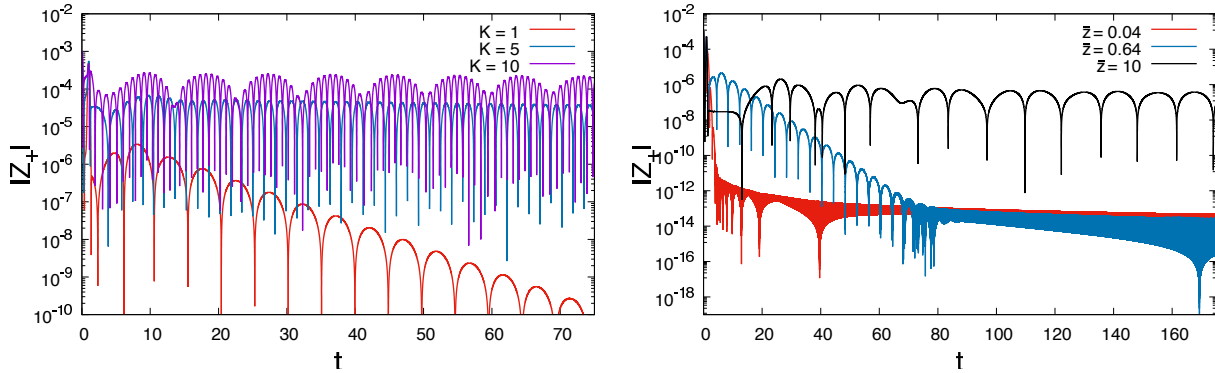 |Z₊|
10⁻²
10⁻³
10⁻⁴
10⁻⁵
10⁻⁶
10⁻⁷
10⁻⁸
10⁻⁹
10⁻¹⁰
K = 1
K = 5
K = 10
0 10 20 30 40 50 60 70
t
|Z₊|
10⁻²
10⁻⁴
10⁻⁶
10⁻⁸
10⁻¹⁰
10⁻¹²
10⁻¹⁴
10⁻¹⁶
10⁻¹⁸
z̄ = 0.04
z̄ = 0.64
z̄ = 10
0 20 40 60 80 100 120 140 160
t